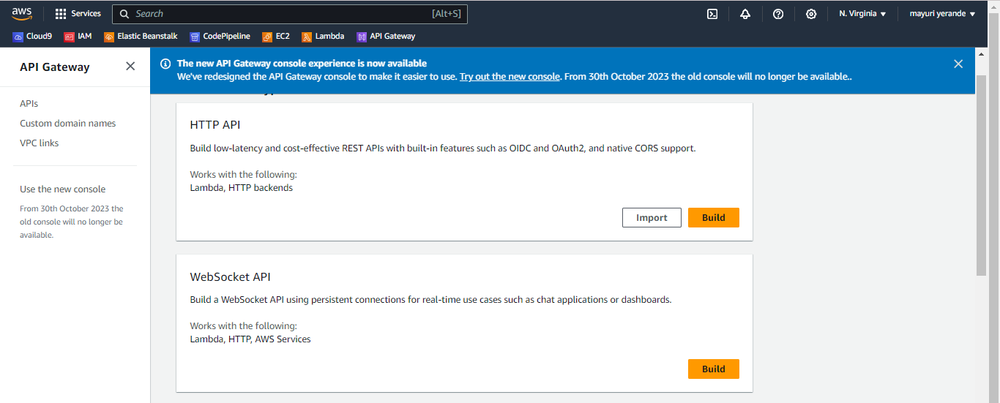 aws
Services
Search [Alt+S]
N. Virginia
mayuri yerande
Cloud9 IAM Elastic Beanstalk CodePipeline EC2 Lambda API Gateway
API Gateway
APIs
Custom domain names
VPC links
Use the new console
From 30th October 2023 the
old console will no longer be
available.
The new API Gateway console experience is now available
We've redesigned the API Gateway console to make it easier to use. Try out the new console. From 30th October 2023 the old console will no longer be available..
HTTP API
Build low-latency and cost-effective REST APIs with built-in features such as OIDC and OAuth2, and native CORS support.
Works with the following:
Lambda, HTTP backends
Import Build
WebSocket API
Build a WebSocket API using persistent connections for real-time use cases such as chat applications or dashboards.
Works with the following:
Lambda, HTTP, AWS Services
Build